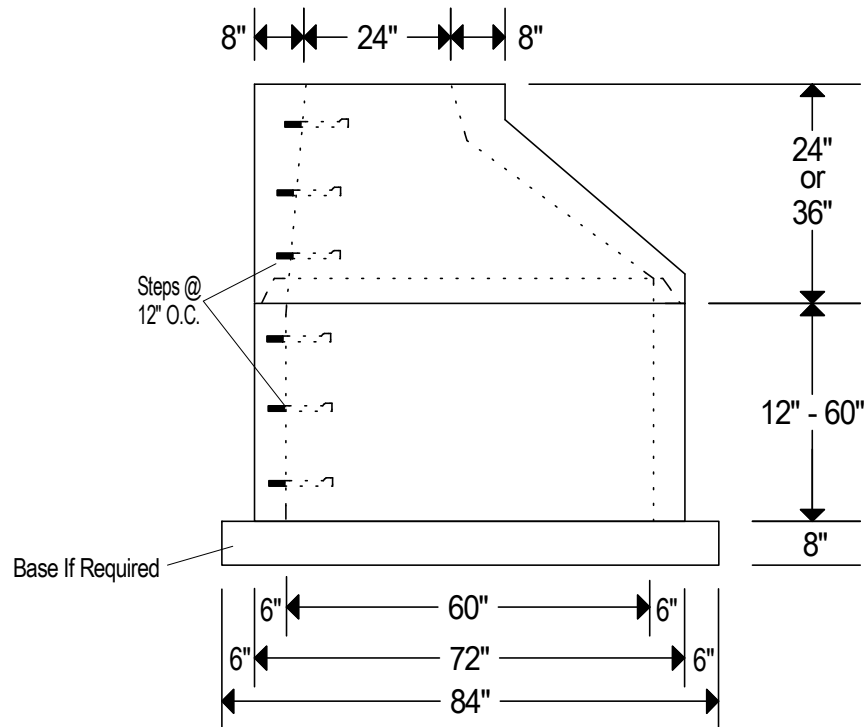 8" 24" 8"
24"
or
36"
Steps @
12" O.C.
12" - 60"
8"
Base If Required
6" 60" 6"
6" 72" 6"
84"